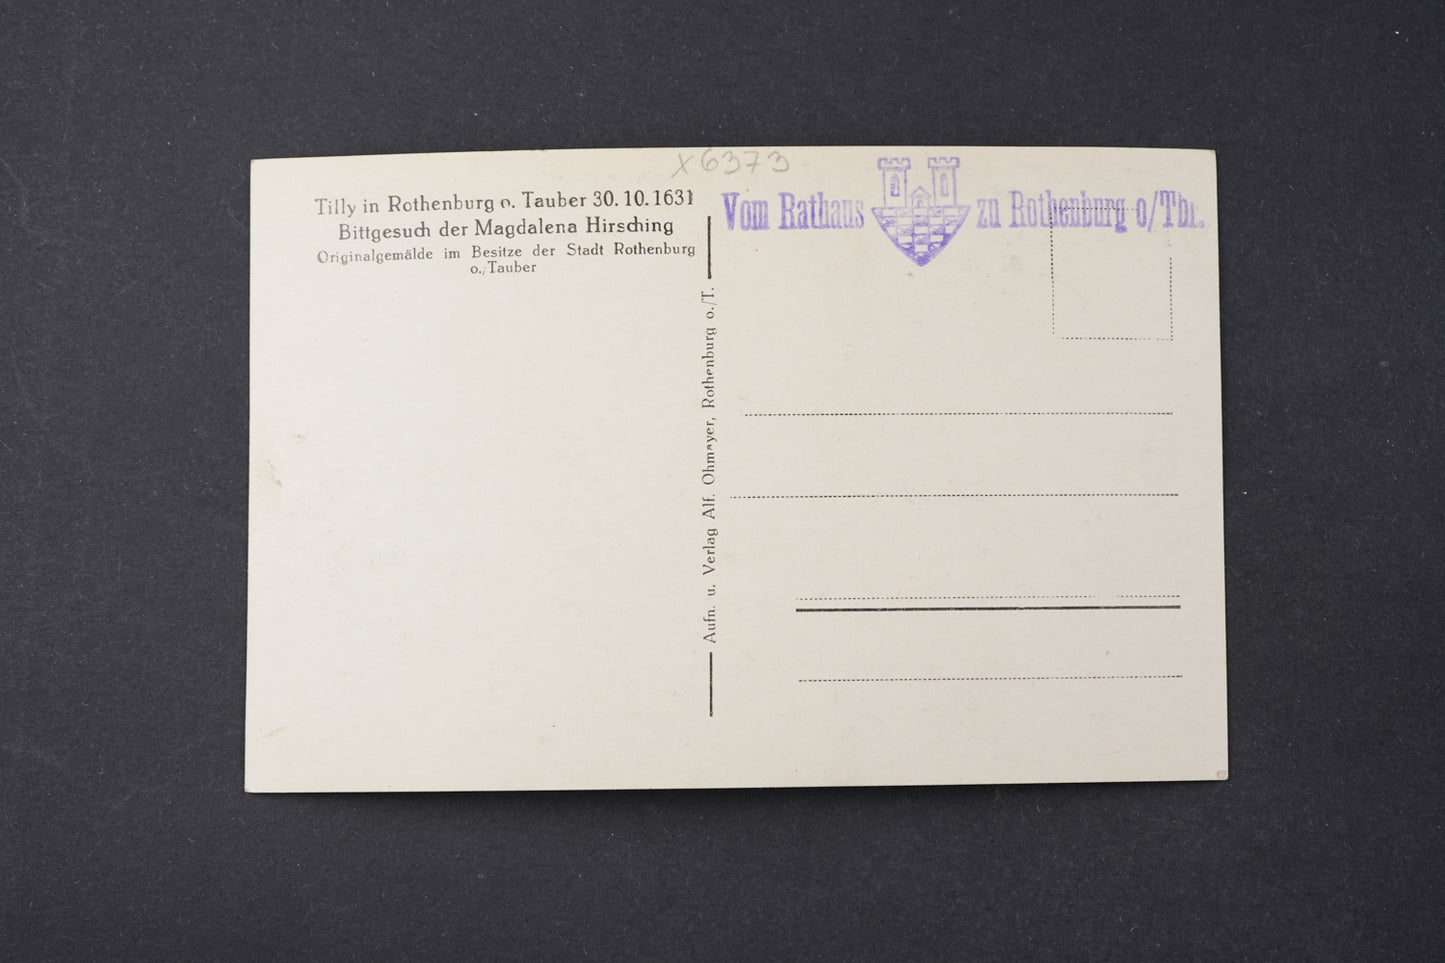 X6373
Tilly in Rothenburg o. Tauber 30.10.1631
Bittgesuch der Magdalena Hirsching
Originalgemälde im Besitze der Stadt Rothenburg
o./Tauber
Vom Rathaus zu Rothenburg o/Tbr.
Aufn. u. Verlag Alf. Ohmayer, Rothenburg o./T.